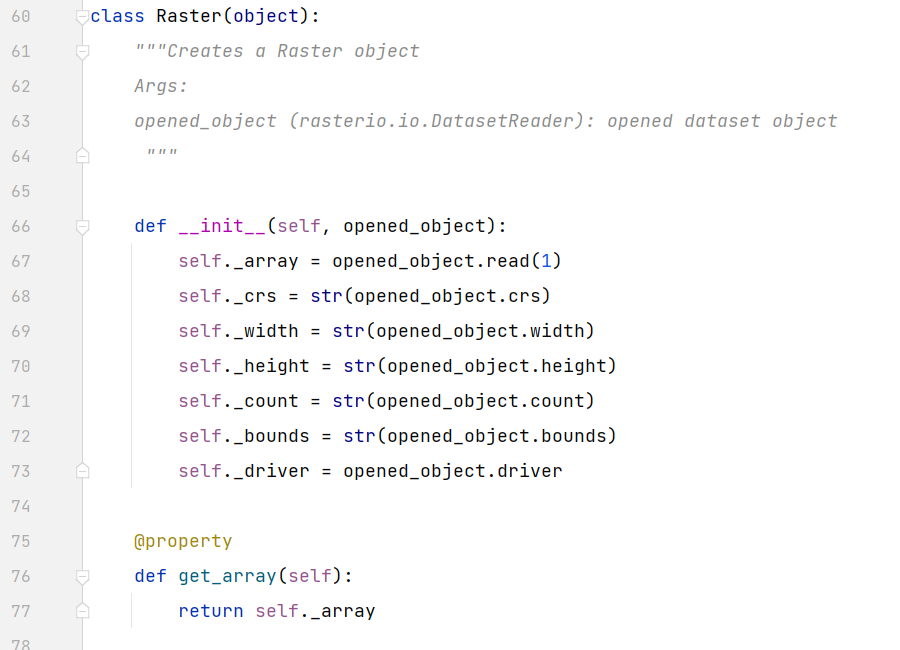 60 class Raster(object):
61     """Creates a Raster object
62     Args:
63     opened_object (rasterio.io.DatasetReader): opened dataset object
64      """
65
66     def __init__(self, opened_object):
67         self._array = opened_object.read(1)
68         self._crs = str(opened_object.crs)
69         self._width = str(opened_object.width)
70         self._height = str(opened_object.height)
71         self._count = str(opened_object.count)
72         self._bounds = str(opened_object.bounds)
73         self._driver = opened_object.driver
74
75     @property
76     def get_array(self):
77         return self._array
78